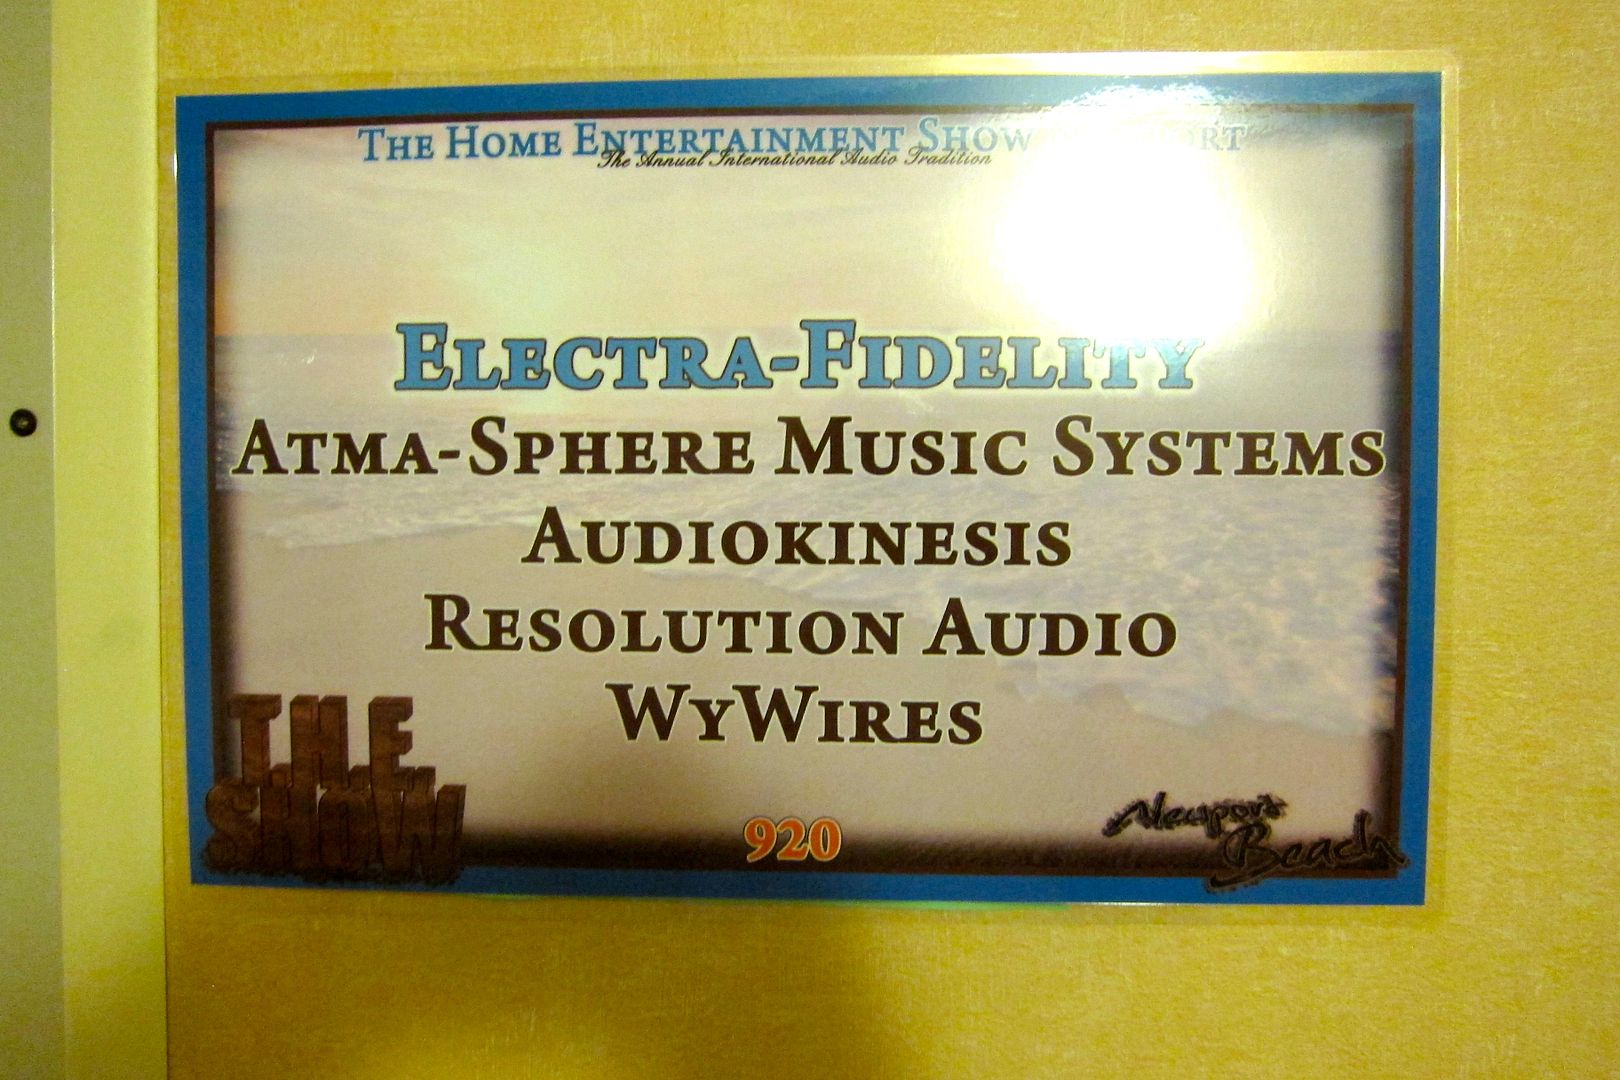 The Home Entertainment Show
The Annual International Audio Tradition
Electra-Fidelity
Atma-Sphere Music Systems
Audiokinesis
Resolution Audio
WyWires
THE
SHOW
920
Newport
Beach